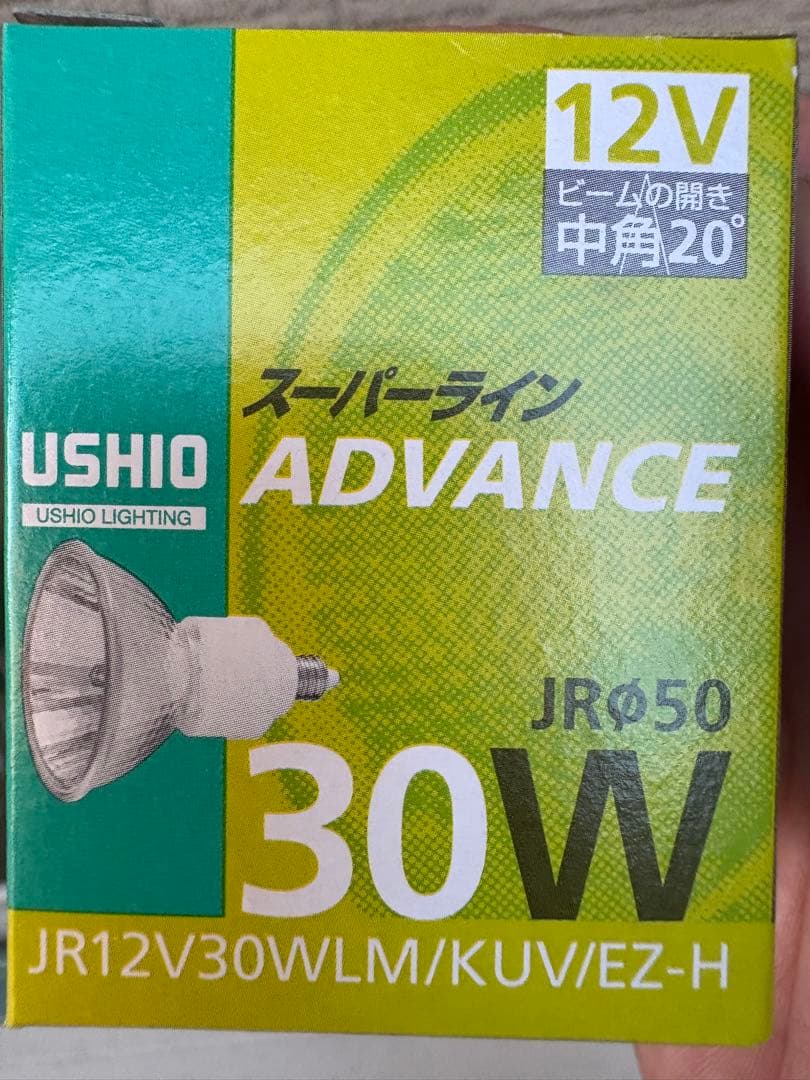 12V
ビームの開き
中角20°
スーパーライン
ADVANCE
USHIO
USHIO LIGHTING
JRφ50
30W
JR12V30WLM/KUV/EZ-H